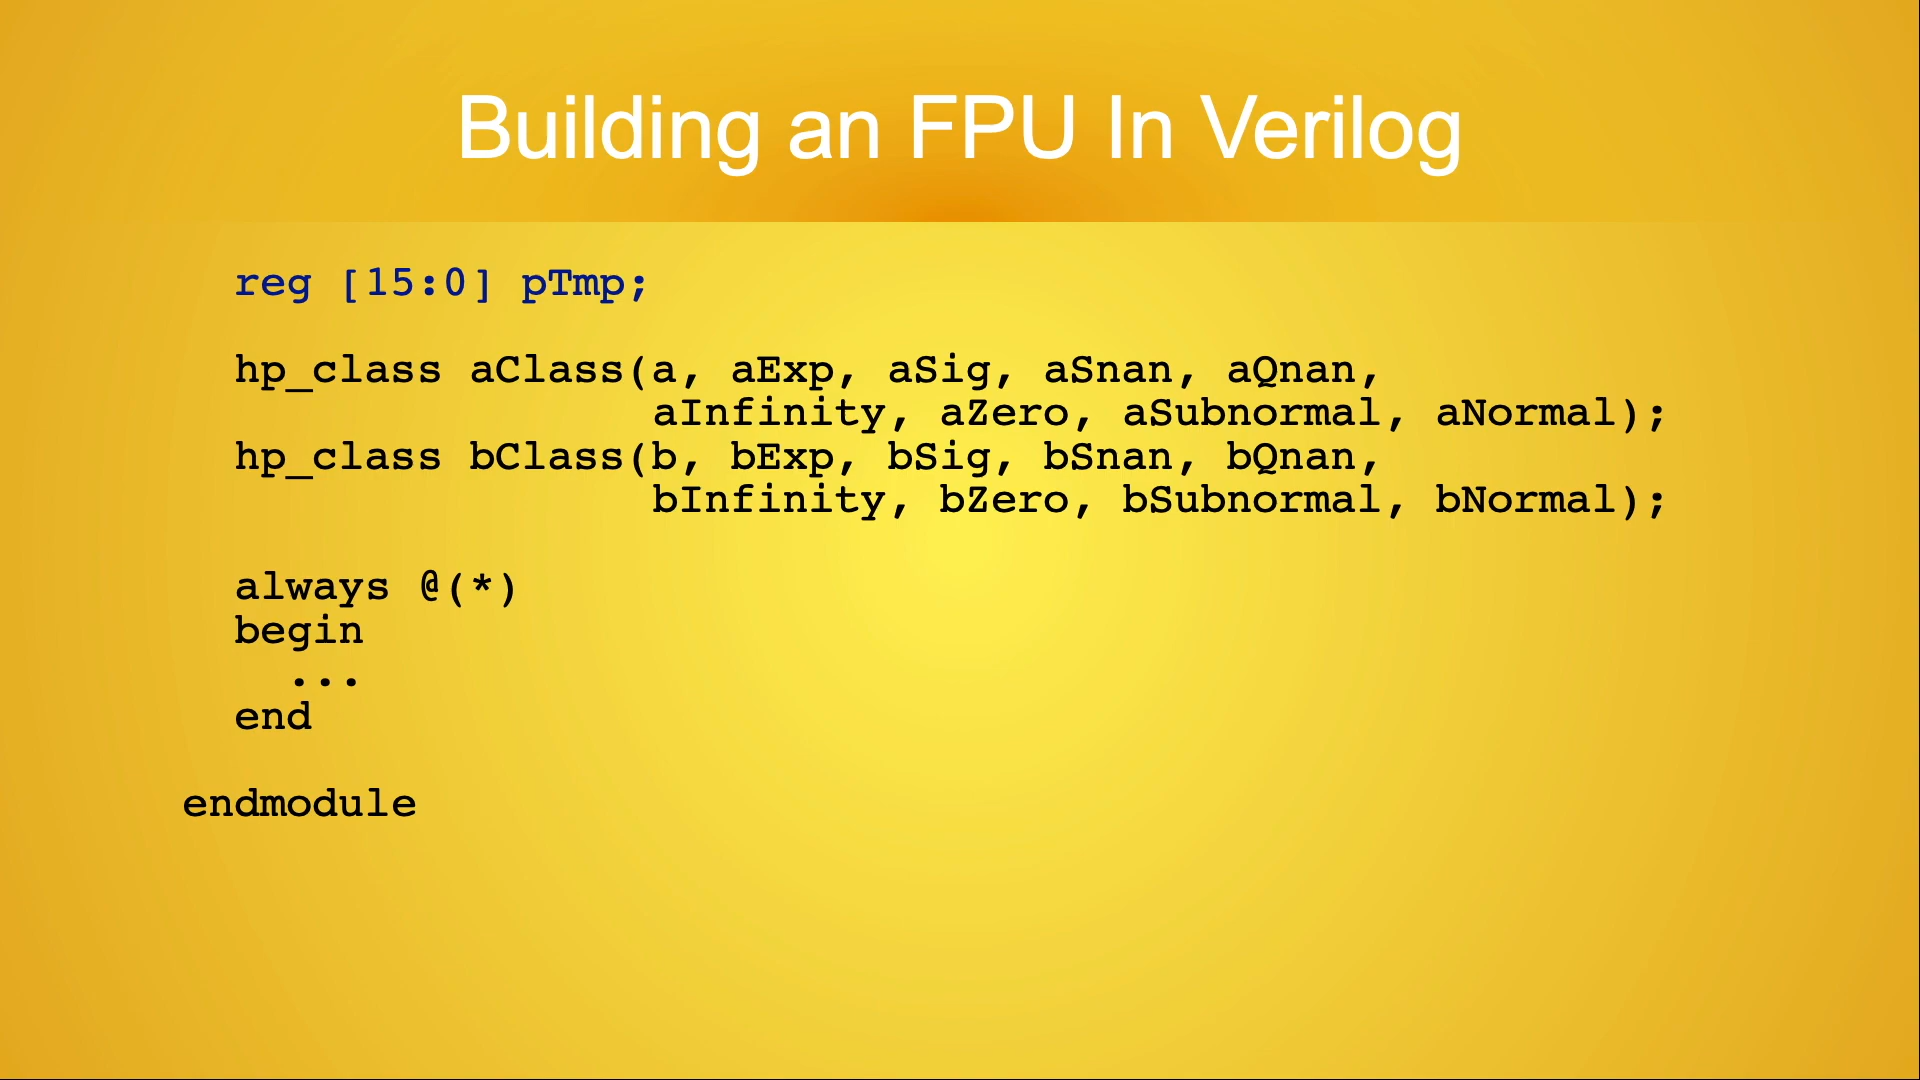 Building an FPU In Verilog
reg [15:0] pTmp;
hp_class aClass(a, aExp, aSig, aSnan, aQnan,
aInfinity, aZero, aSubnormal, aNormal);
hp_class bClass(b, bExp, bSig, bSnan, bQnan,
bInfinity, bZero, bSubnormal, bNormal);
always @(*)
begin
...
end
endmodule